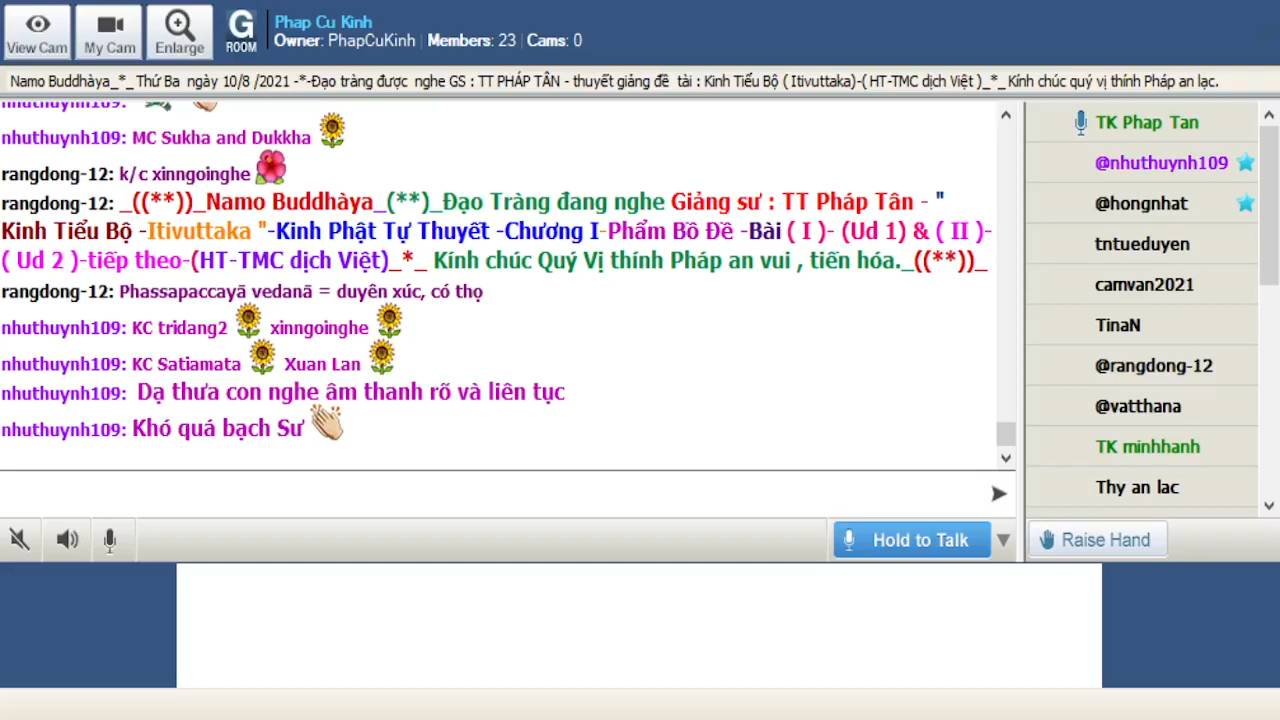 View Cam
My Cam
Enlarge
G
ROOM
Phap Cu Kinh
Owner: PhapCuKinh | Members: 23 | Cams: 0
Namo Buddhàya_*_ Thứ Ba ngày 10/8 /2021 -*-Đạo tràng được nghe GS : TT PHÁP TÂN - thuyết giảng đề tài : Kinh Tiểu Bộ ( Itivuttaka)-( HT-TMC dịch Việt )_*_ Kính chúc quý vị thính Pháp an lạc.
nhuthuynh109:
nhuthuynh109: MC Sukha and Dukkha
rangdong-12: k/c xinngoinghe
rangdong-12: _((**))_Namo Buddhàya_(**)_Đạo Tràng đang nghe Giảng sư : TT Pháp Tân - "
Kinh Tiểu Bộ -Itivuttaka "-Kinh Phật Tự Thuyết -Chương I-Phẩm Bồ Đề -Bài ( I )- (Ud 1) & ( II )-
( Ud 2 )-tiếp theo-(HT-TMC dịch Việt)_*_ Kính chúc Quý Vị thính Pháp an vui , tiến hóa._((**))_
rangdong-12: Phassapaccayā vedanā = duyên xúc, có thọ
nhuthuynh109: KC tridang2 xinngoinghe
nhuthuynh109: KC Satiamata Xuan Lan
nhuthuynh109: Dạ thưa con nghe âm thanh rõ và liên tục
nhuthuynh109: Khó quá bạch Sư
TK Phap Tan
@nhuthuynh109
@hongnhat
tntueduyen
camvan2021
TinaN
@rangdong-12
@vatthana
TK minhhanh
Thy an lac
Hold to Talk
Raise Hand